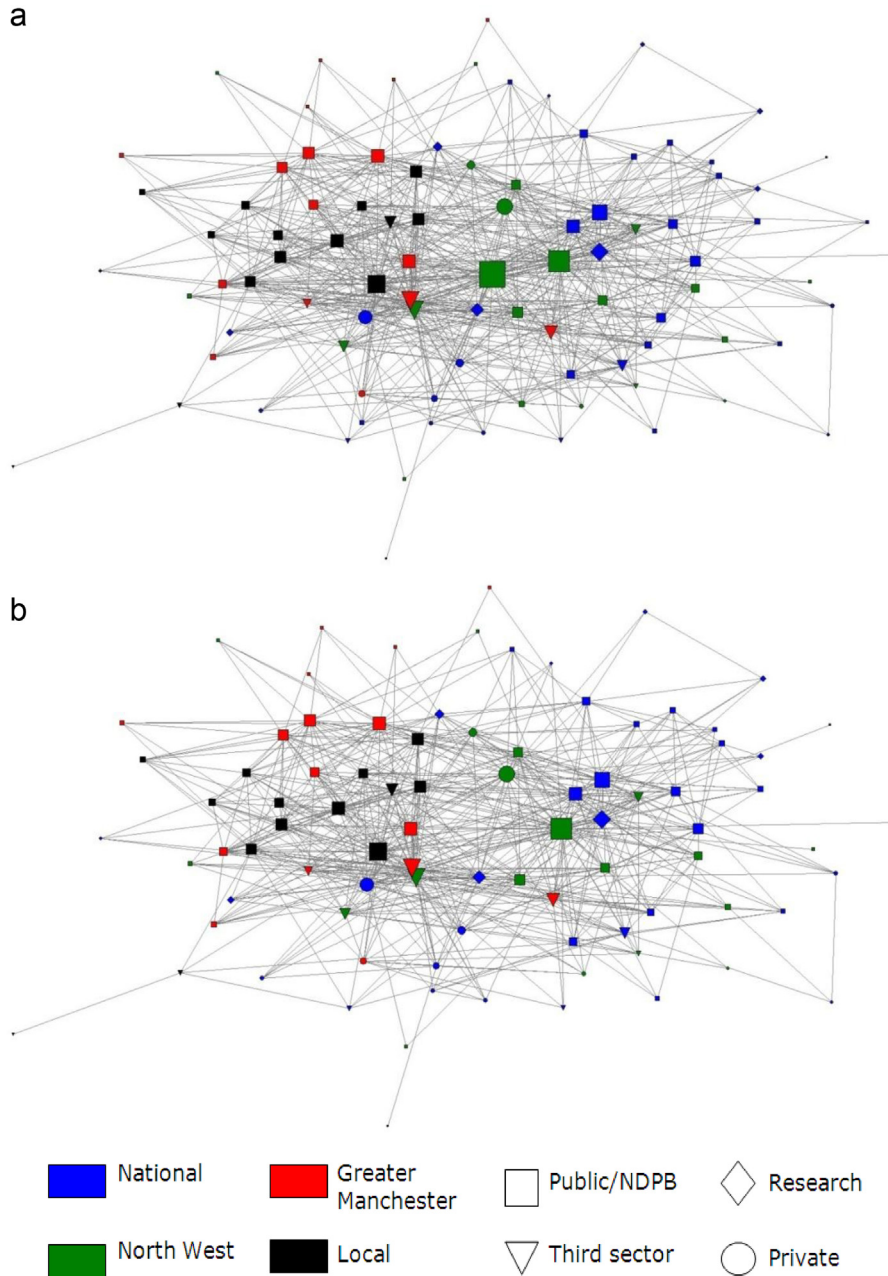 a
b
National
Greater
Manchester
Public/NDPB
Research
North West
Local
Third sector
Private